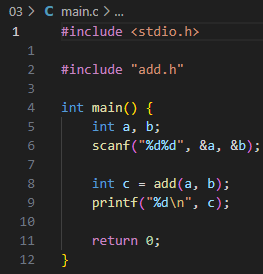 03 > C main.c > ...
1 #include <stdio.h>
1
2 #include "add.h"
3
4 int main() {
5     int a, b;
6     scanf("%d%d", &a, &b);
7
8     int c = add(a, b);
9     printf("%d\n", c);
10
11     return 0;
12 }